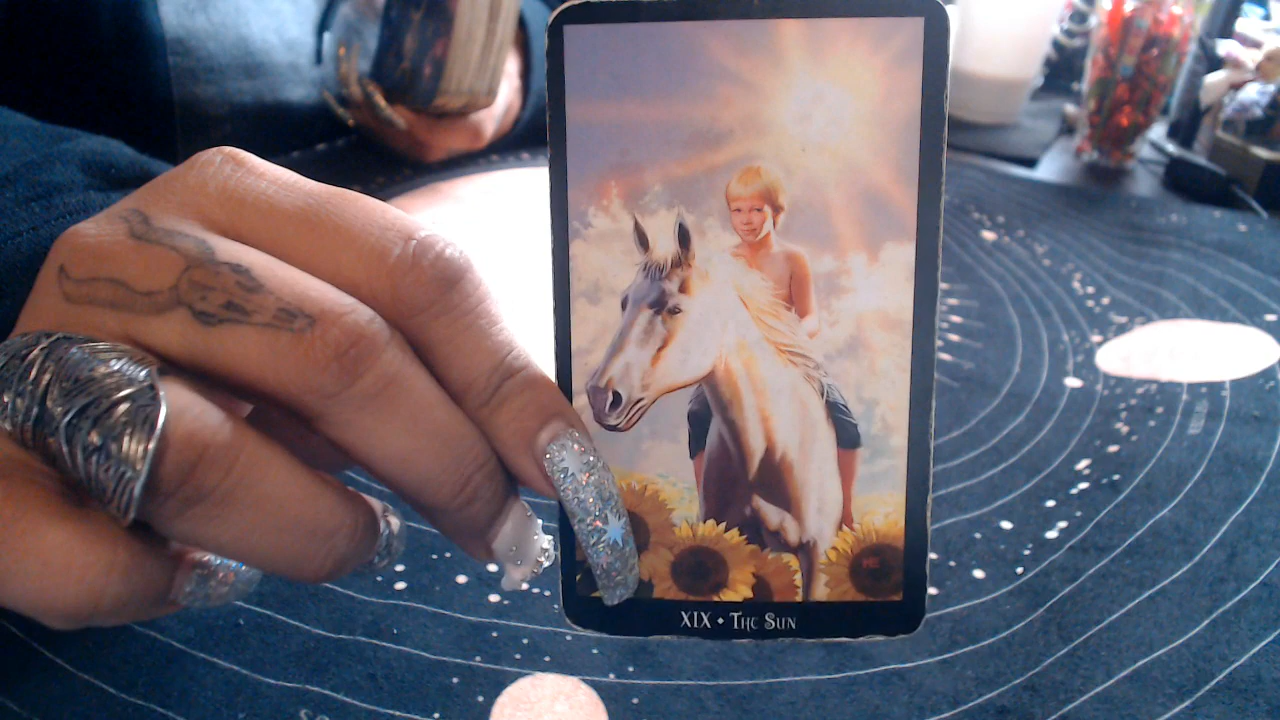 XIX • The Sun